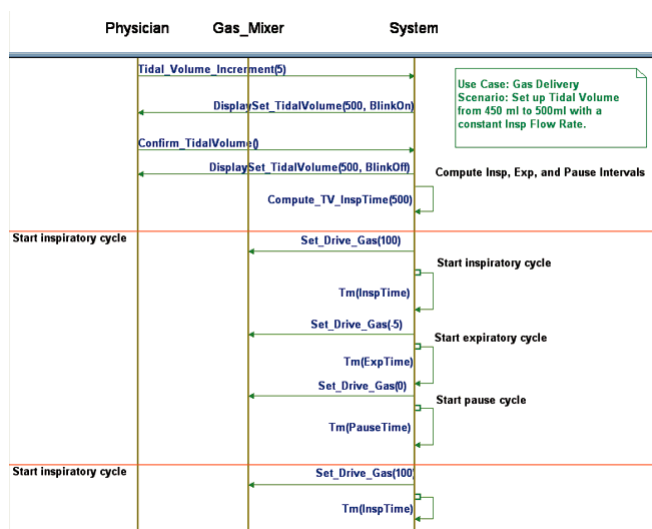 Physician Gas_Mixer System
Tidal_Volume_Increment(5)
Use Case: Gas Delivery
Scenario: Set up Tidal Volume
from 450 ml to 500ml with a
constant Insp Flow Rate.
DisplaySet_TidalVolume(500, BlinkOn)
Confirm_TidalVolume()
DisplaySet_TidalVolume(500, BlinkOff)
Compute Insp, Exp, and Pause Intervals
Compute_TV_InspTime(500)
Start inspiratory cycle
Set_Drive_Gas(100)
Start inspiratory cycle
Tm(InspTime)
Set_Drive_Gas(-5)
Start expiratory cycle
Tm(ExpTime)
Set_Drive_Gas(0)
Start pause cycle
Tm(PauseTime)
Start inspiratory cycle
Set_Drive_Gas(100)
Tm(InspTime)